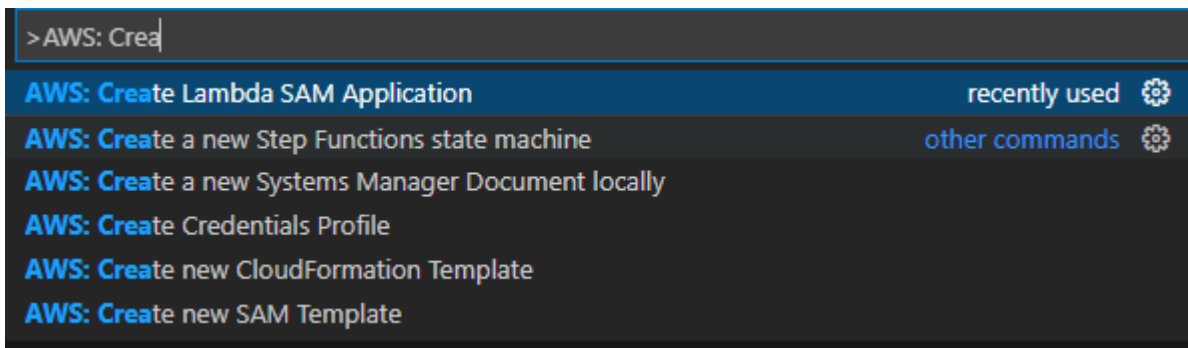 >AWS: Crea
AWS: Create Lambda SAM Application recently used
AWS: Create a new Step Functions state machine other commands
AWS: Create a new Systems Manager Document locally
AWS: Create Credentials Profile
AWS: Create new CloudFormation Template
AWS: Create new SAM Template